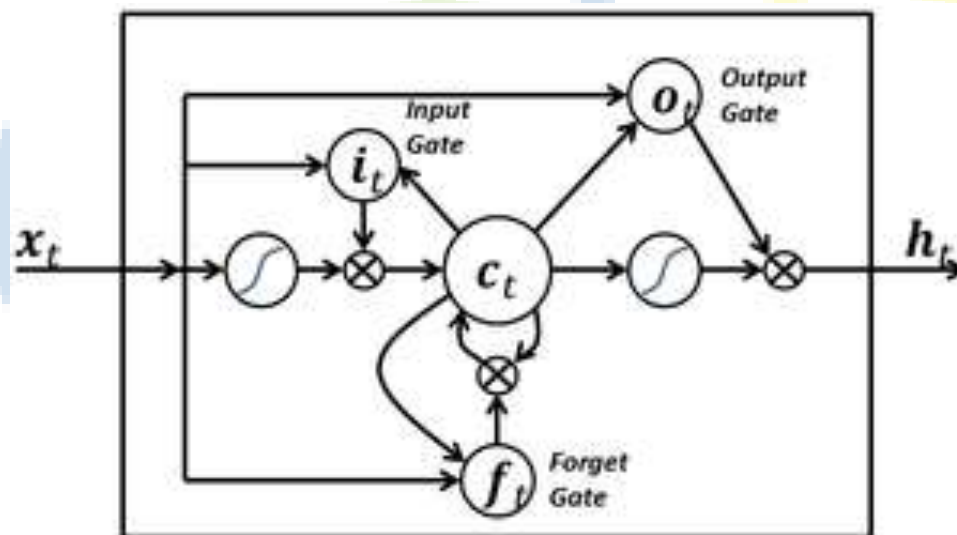 Output
Gate
o_t
Input
Gate
i_t
x_t
h_t
c_t
Forget
Gate
f_t